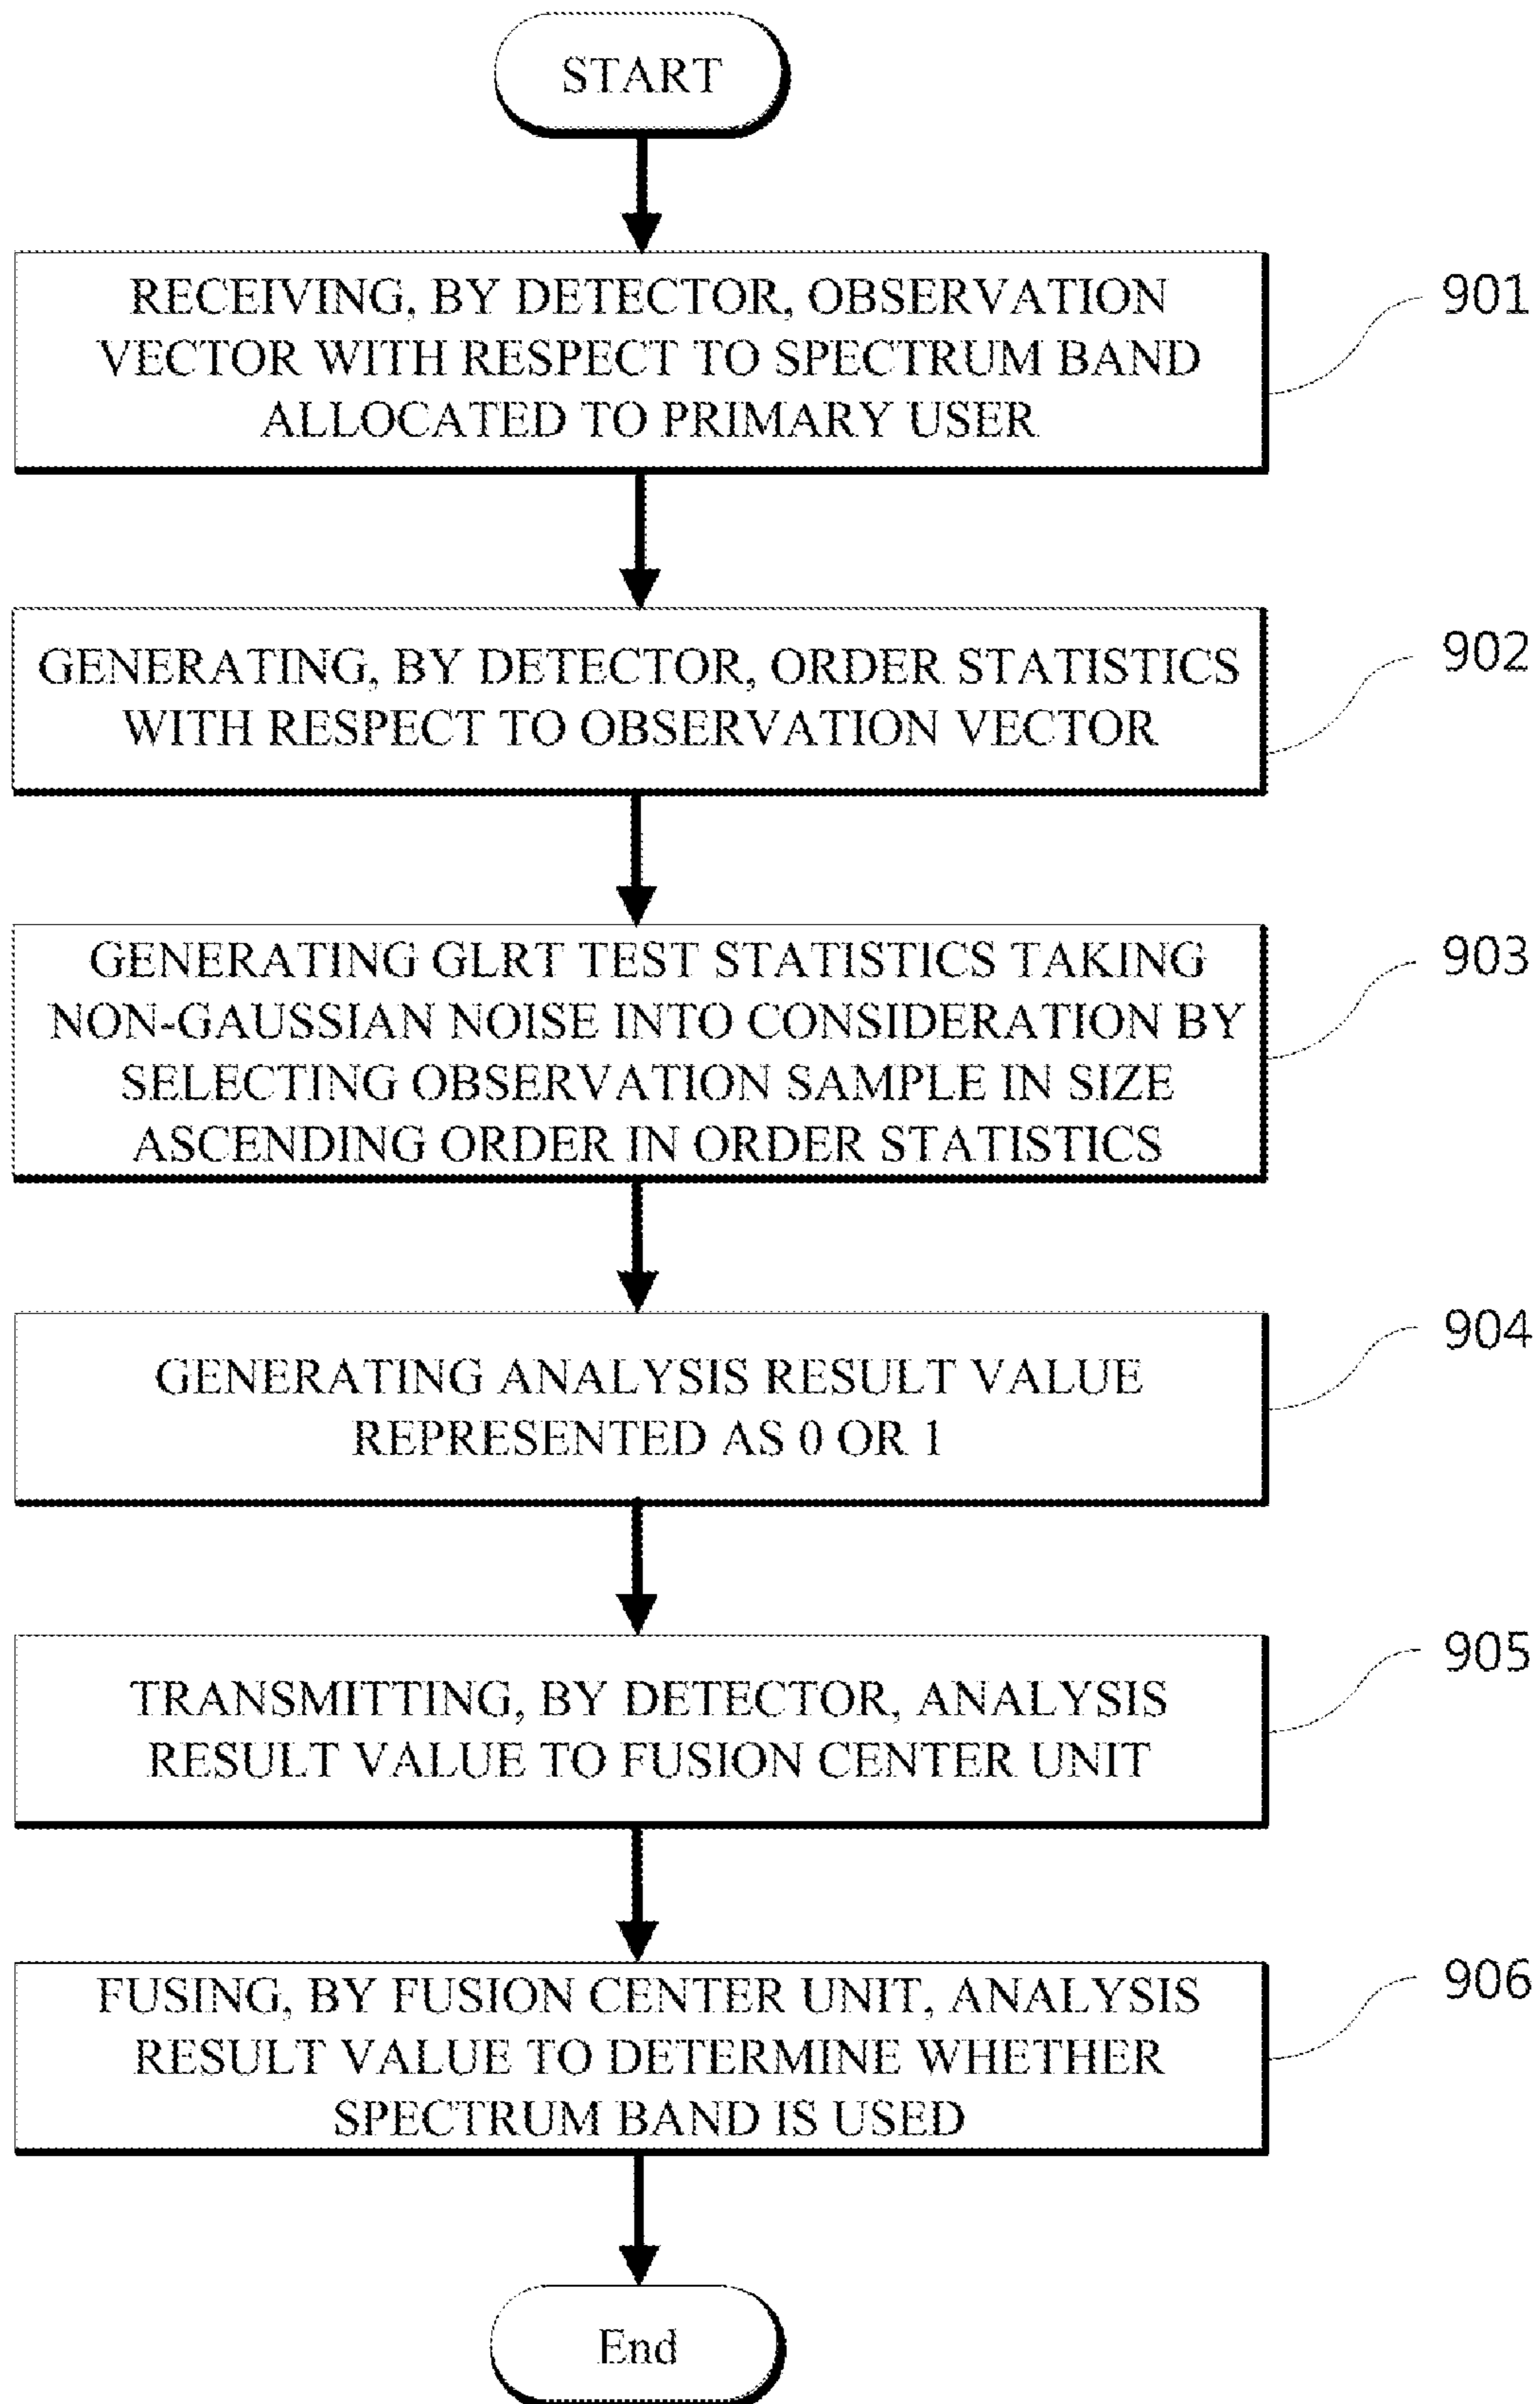 START
RECEIVING, BY DETECTOR, OBSERVATION
VECTOR WITH RESPECT TO SPECTRUM BAND
ALLOCATED TO PRIMARY USER
901
GENERATING, BY DETECTOR, ORDER STATISTICS
WITH RESPECT TO OBSERVATION VECTOR
902
GENERATING GLRT TEST STATISTICS TAKING
NON-GAUSSIAN NOISE INTO CONSIDERATION BY
SELECTING OBSERVATION SAMPLE IN SIZE
ASCENDING ORDER IN ORDER STATISTICS
903
GENERATING ANALYSIS RESULT VALUE
REPRESENTED AS 0 OR 1
904
TRANSMITTING, BY DETECTOR, ANALYSIS
RESULT VALUE TO FUSION CENTER UNIT
905
FUSING, BY FUSION CENTER UNIT, ANALYSIS
RESULT VALUE TO DETERMINE WHETHER
SPECTRUM BAND IS USED
906
End